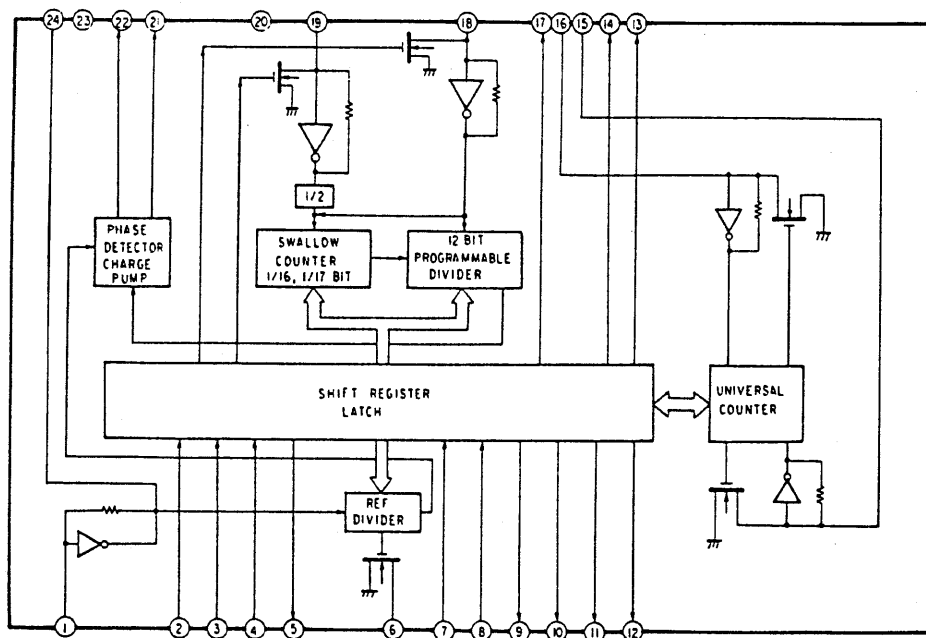 24 23 22 21 20 19 18 17 16 15 14 13
1/2
PHASE
DETECTOR
CHARGE
PUMP
SWALLOW
COUNTER
1/16, 1/17 BIT
12 BIT
PROGRAMMABLE
DIVIDER
SHIFT REGISTER
LATCH
UNIVERSAL
COUNTER
REF
DIVIDER
1 2 3 4 5 6 7 8 9 10 11 12